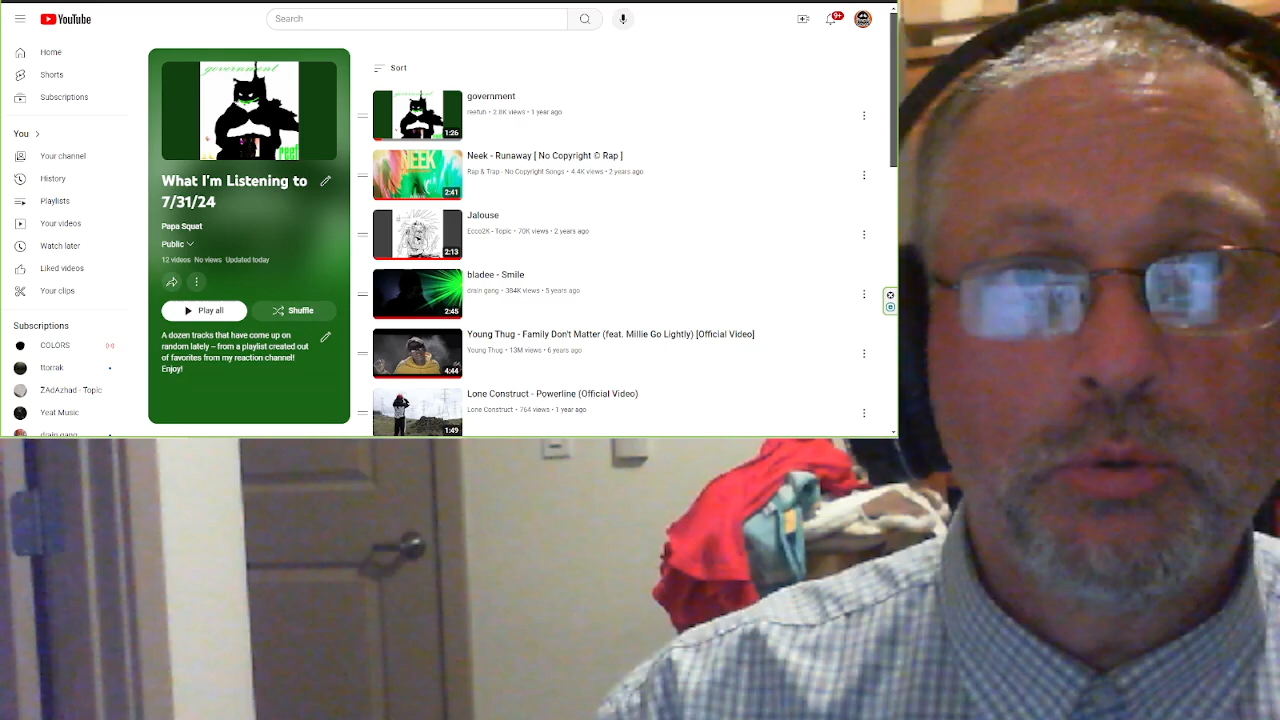 YouTube
Search
9+
Home
Shorts
Subscriptions
You
Your channel
History
Playlists
Your videos
Watch later
Liked videos
Your clips
Subscriptions
COLORS
ttorrak
ZAdAzhad - Topic
Yeat Music
drain gang
government
reef
What I'm Listening to
7/31/24
Papa Squat
Public
12 videos No views Updated today
Play all
Shuffle
A dozen tracks that have come up on
random lately – from a playlist created out
of favorites from my reaction channel!
Enjoy!
Sort
government
1:26
government
reefuh • 2.8K views • 1 year ago
NEEK
2:41
Neek - Runaway [ No Copyright © Rap ]
Rap & Trap - No Copyright Songs • 4.4K views • 2 years ago
2:13
Jalouse
Ecco2K - Topic • 70K views • 2 years ago
2:45
bladee - Smile
drain gang • 384K views • 5 years ago
4:44
Young Thug - Family Don't Matter (feat. Millie Go Lightly) [Official Video]
Young Thug • 13M views • 6 years ago
1:49
Lone Construct - Powerline (Official Video)
Lone Construct • 764 views • 1 year ago